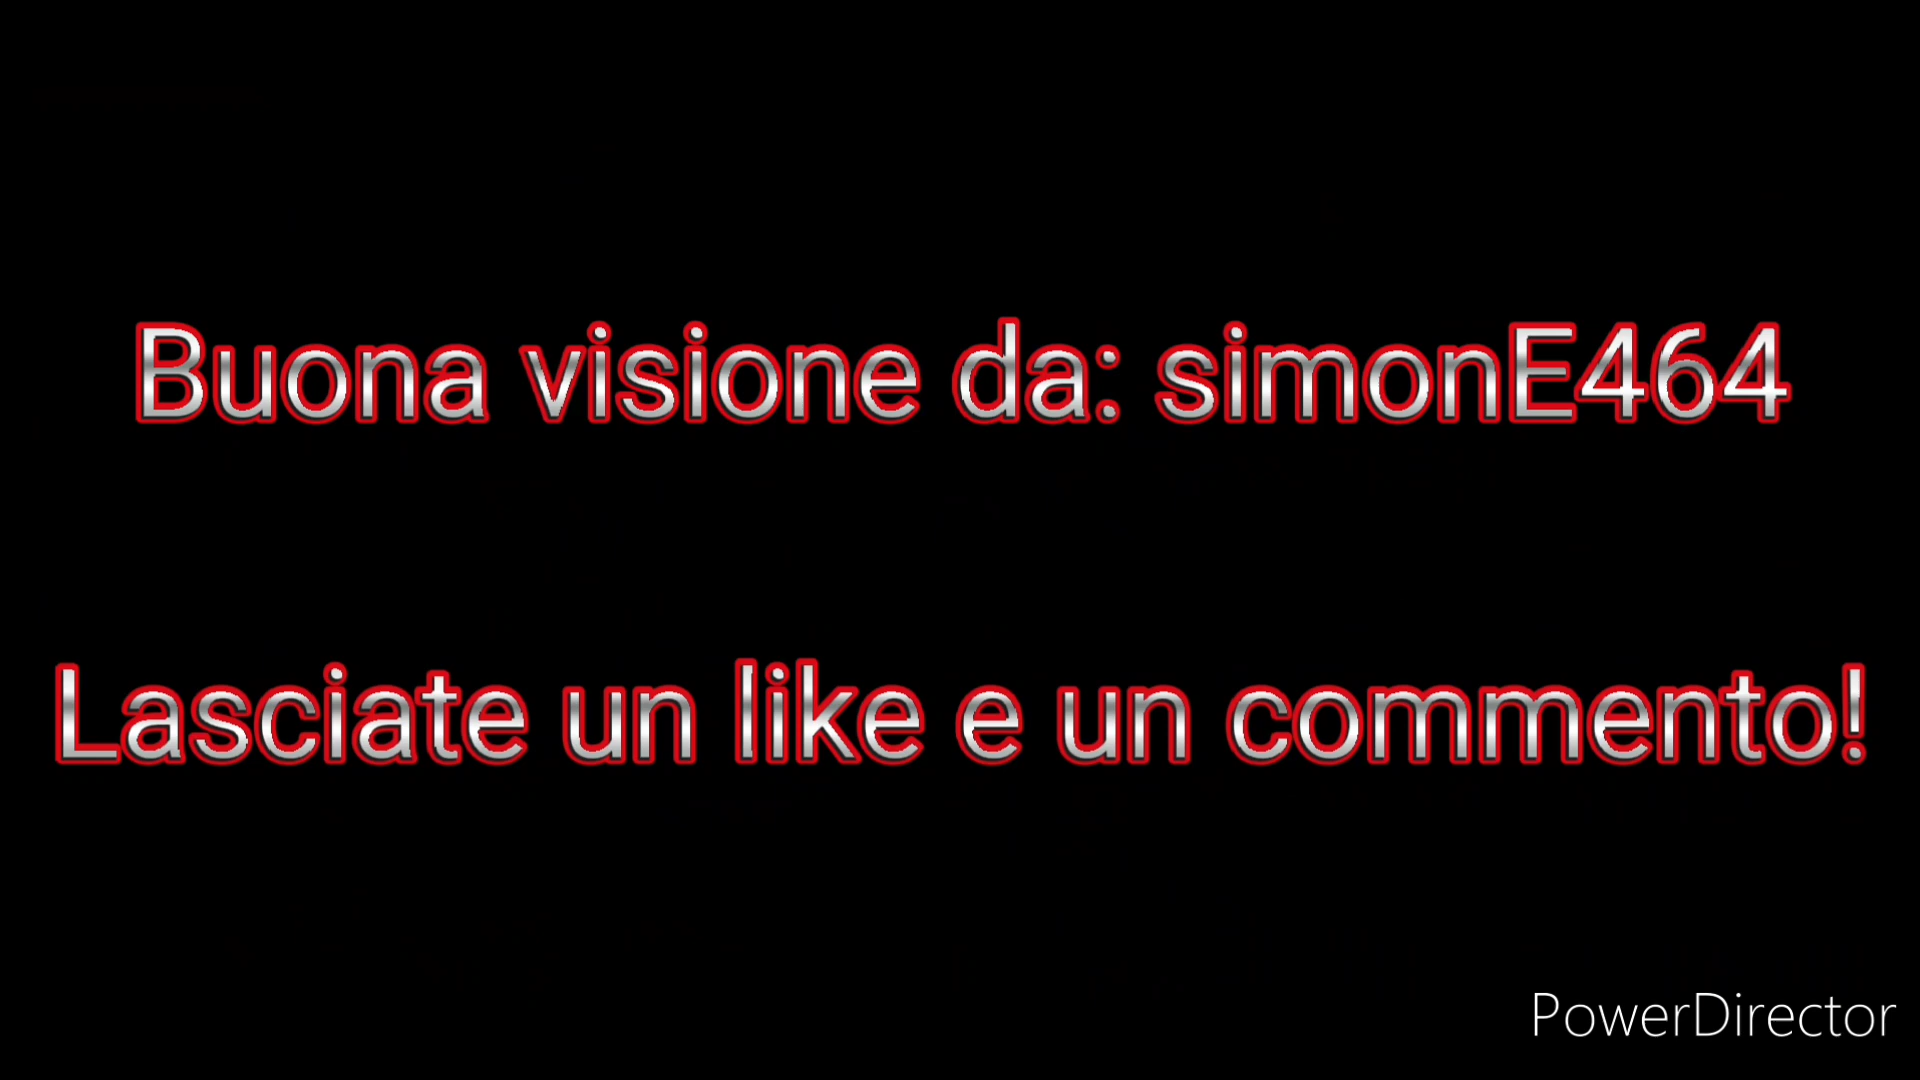 Buona visione da: simonE464
Lasciate un like e un commento!
PowerDirector